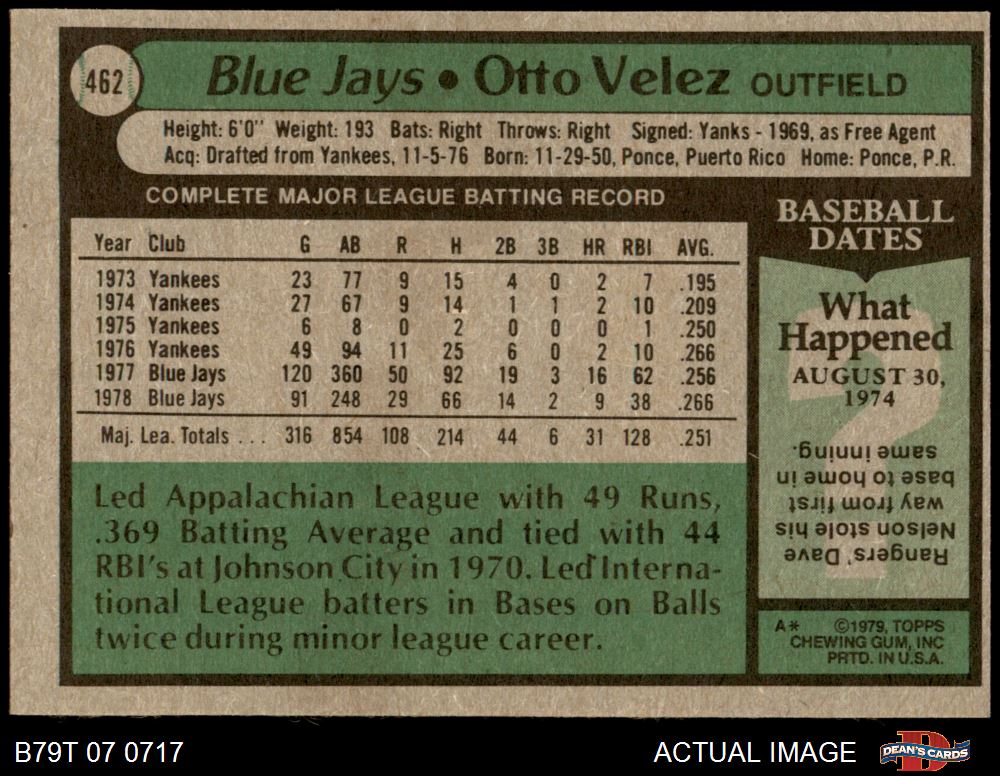 462
Blue Jays • Otto Velez OUTFIELD
Height: 6'0" Weight: 193 Bats: Right Throws: Right Signed: Yanks - 1969, as Free Agent
Acq: Drafted from Yankees, 11-5-76 Born: 11-29-50, Ponce, Puerto Rico Home: Ponce, P.R.
COMPLETE MAJOR LEAGUE BATTING RECORD
Year Club G AB R H 2B 3B HR RBI AVG.
1973 Yankees 23 77 9 15 4 0 2 7 .195
1974 Yankees 27 67 9 14 1 1 2 10 .209
1975 Yankees 6 8 0 2 0 0 0 1 .250
1976 Yankees 49 94 11 25 6 0 2 10 .266
1977 Blue Jays 120 360 50 92 19 3 16 62 .256
1978 Blue Jays 91 248 29 66 14 2 9 38 .266
Maj. Lea. Totals ... 316 854 108 214 44 6 31 128 .251
Led Appalachian League with 49 Runs,
.369 Batting Average and tied with 44
RBI's at Johnson City in 1970. Led Interna-
tional League batters in Bases on Balls
twice during minor league career.
BASEBALL
DATES
What
Happened
AUGUST 30,
1974
Rangers' Dave
Nelson stole his
way from first
base to home in
same inning.
A* ©1979, TOPPS
CHEWING GUM, INC
PRTD. IN U.S.A.
B79T 07 0717
ACTUAL IMAGE
D
DEAN'S CARDS